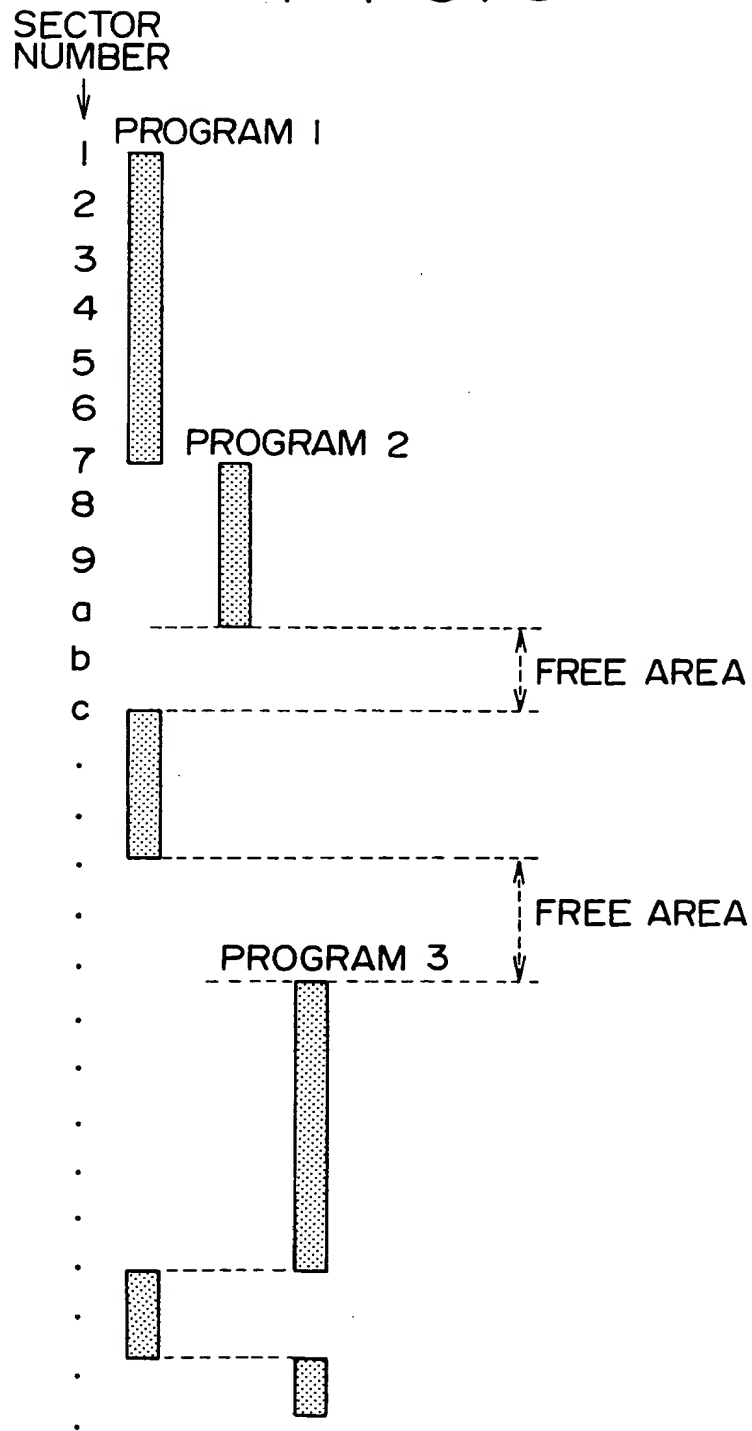 SECTOR
NUMBER
PROGRAM 1
1
2
3
4
5
6
PROGRAM 2
7
8
9
a
b
FREE AREA
c
.
.
.
.
FREE AREA
.
PROGRAM 3
.
.
.
.
.
.
.
.
.